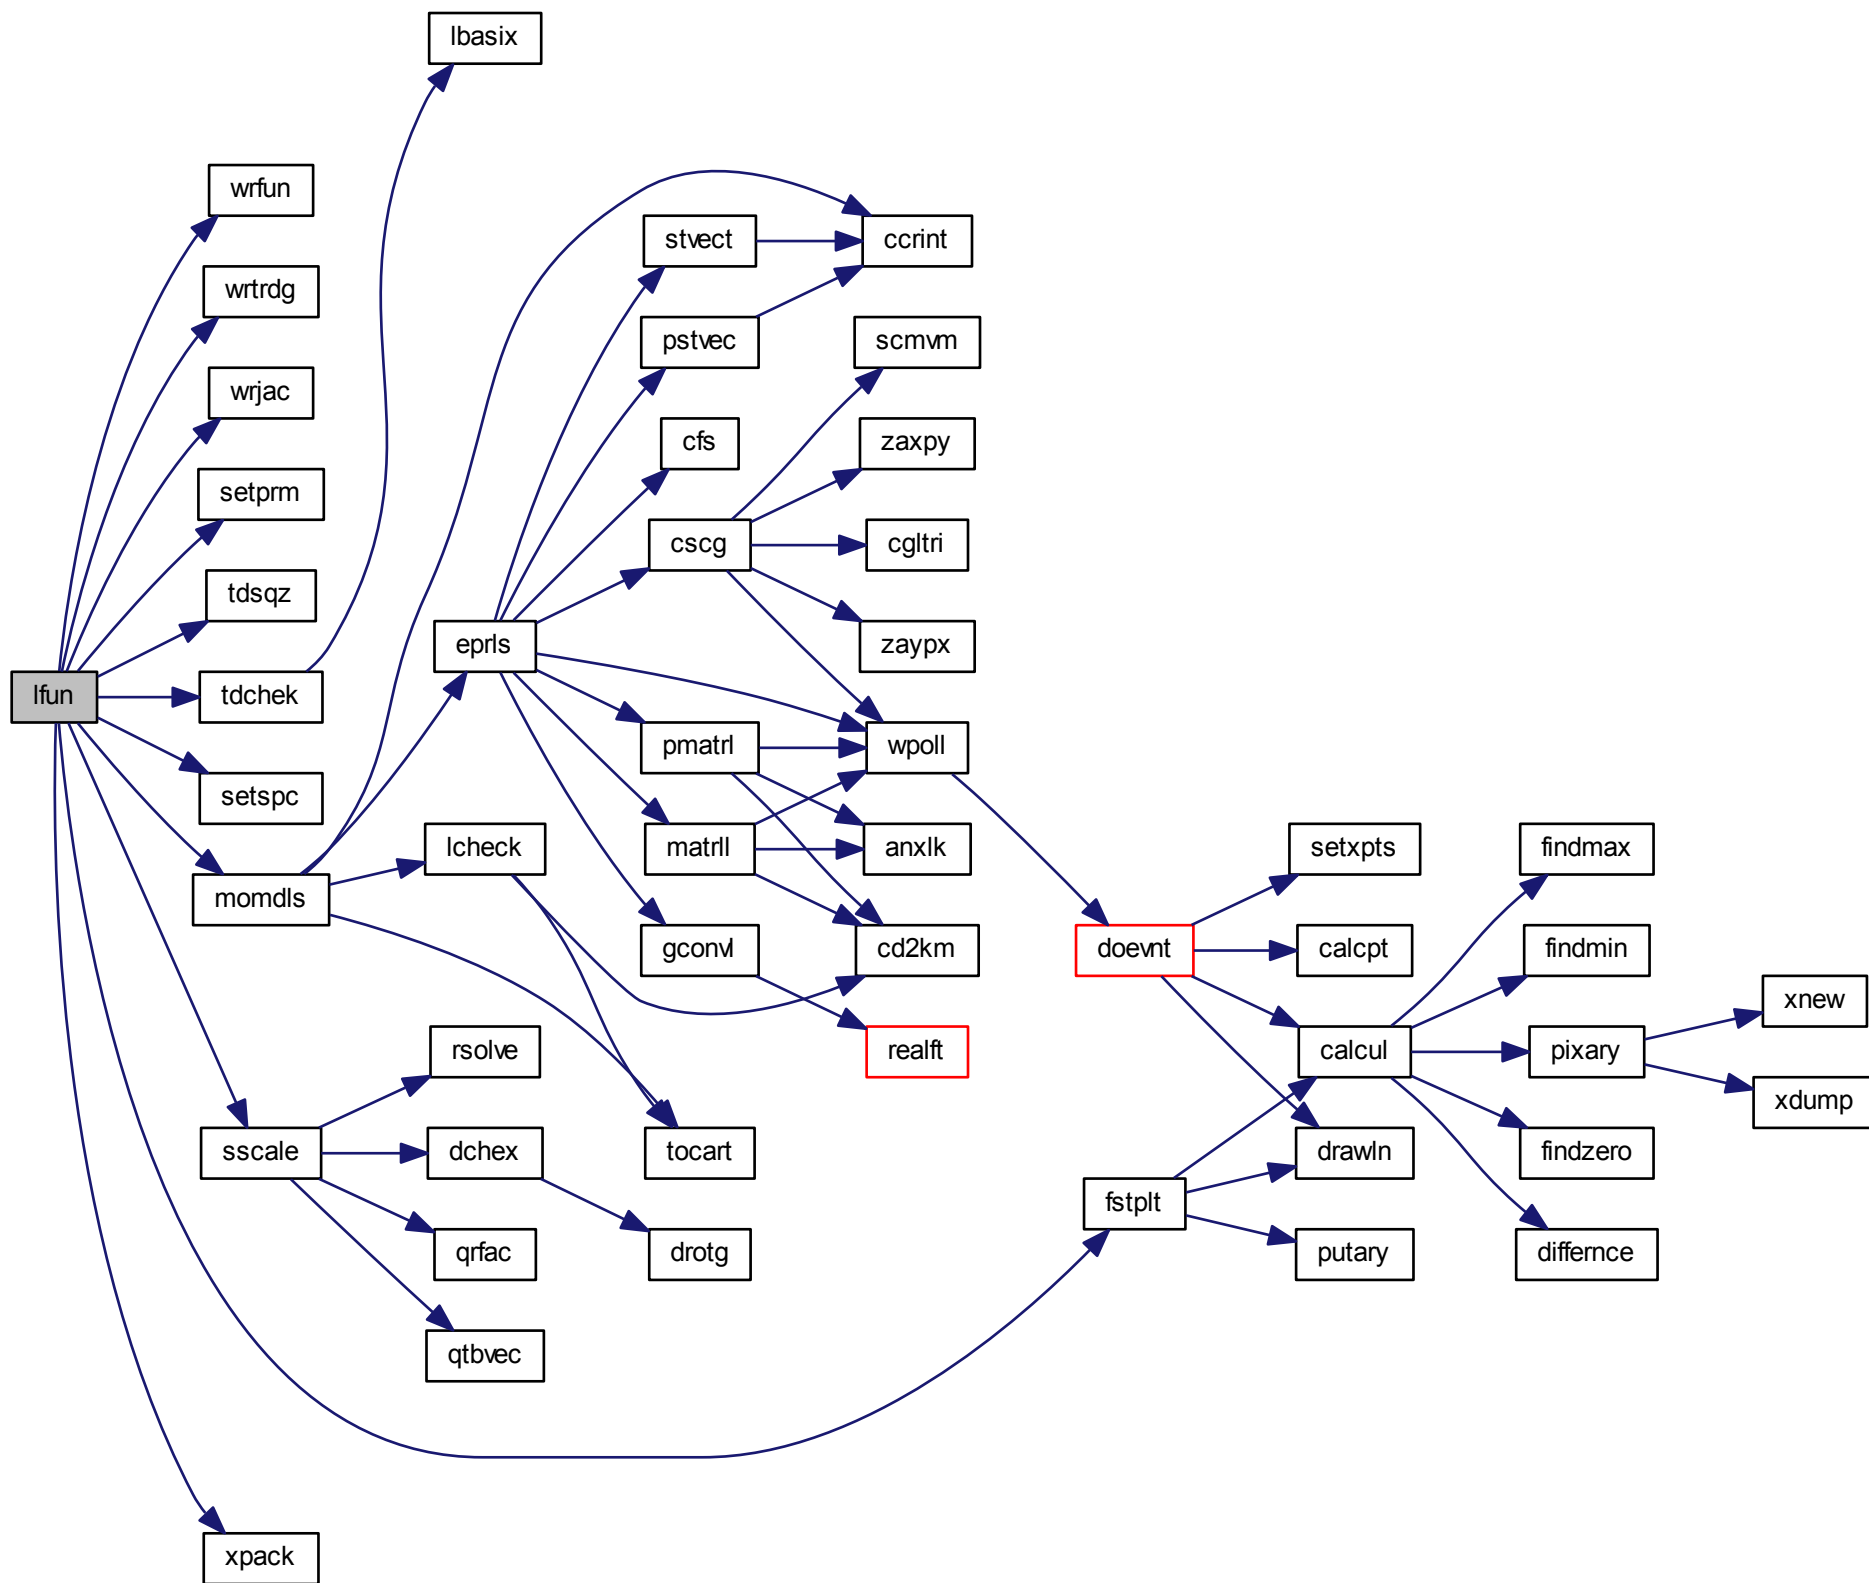 lbasix
wrfun
stvect
ccrint
wrtrdg
pstvec
scmvm
wrjac
cfs
zaxpy
setprm
cscg
cgltri
tdsqz
eprls
zaypx
lfun
tdchek
pmatrl
wpoll
setspc
lcheck
matrll
anxlk
setxpts
findmax
momdls
gconvl
cd2km
doevnt
calcpt
findmin
xnew
rsolve
realft
calcul
pixary
xdump
sscale
dchex
tocart
drawln
findzero
fstplt
qrfac
drotg
putary
differnce
qtbvec
xpack